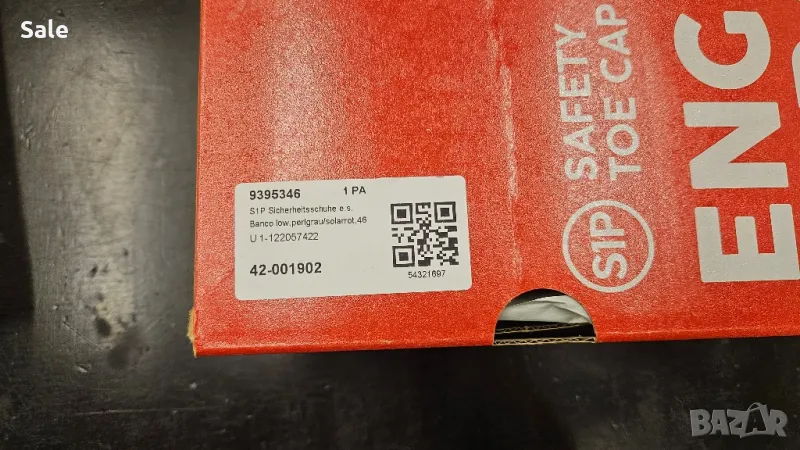 Sale
SAFETY
TOE CAP
S1P
ENG
9395346 1 PA
S1P Sicherheitsschuhe e.s.
Banco low,perlgrau/solarrot,46
U 1-122057422
42-001902
54321697
BAZAR